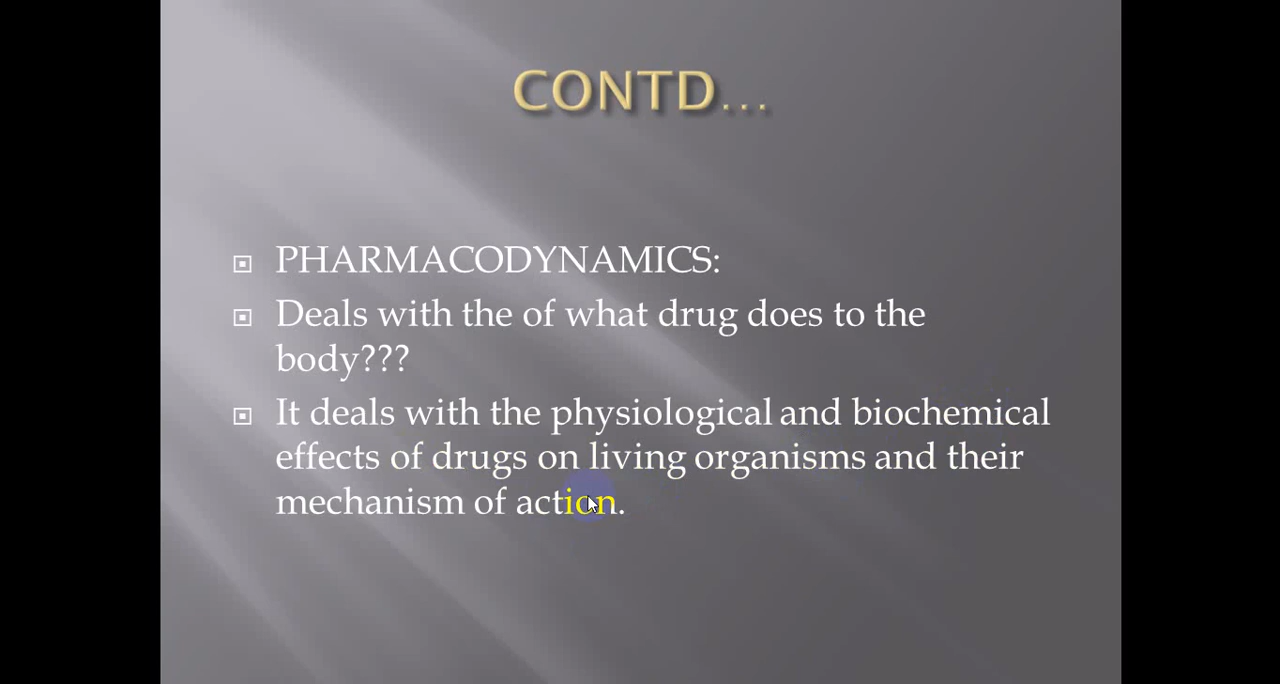 CONTD...
PHARMACODYNAMICS:
Deals with the of what drug does to the
body???
It deals with the physiological and biochemical
effects of drugs on living organisms and their
mechanism of action.